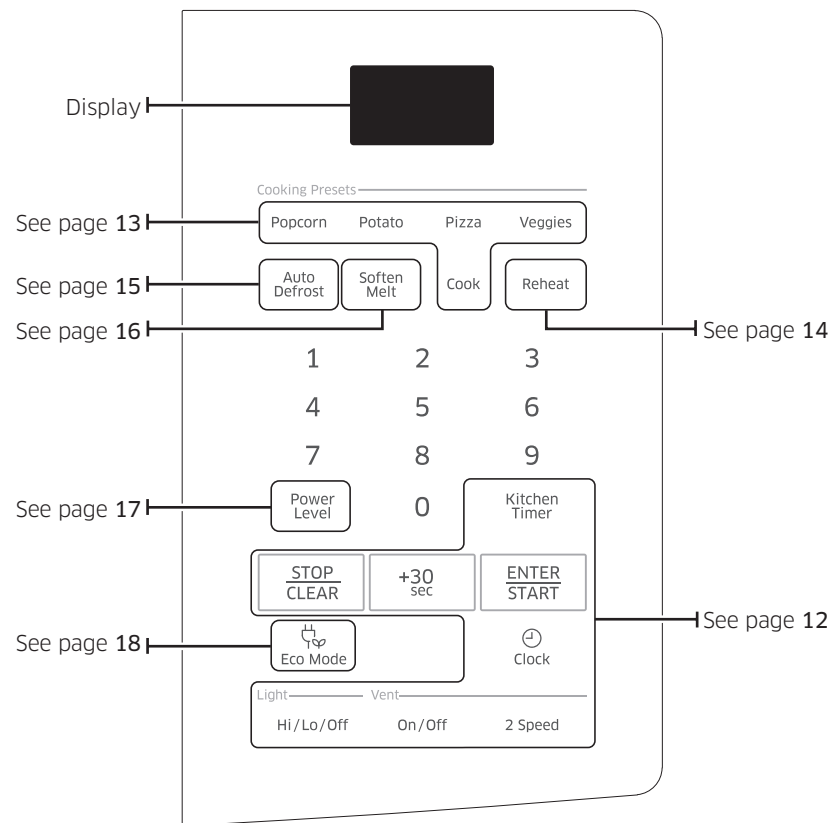 Display
Cooking Presets
See page 13
Popcorn Potato Pizza Veggies
See page 15
Auto
Defrost
Soften
Melt
Cook
Reheat
See page 16
See page 14
1 2 3
4 5 6
7 8 9
See page 17
Power
Level
0
Kitchen
Timer
STOP
CLEAR
+30
sec
ENTER
START
See page 12
See page 18
Eco Mode
Clock
Light Vent
Hi/Lo/Off On/Off 2 Speed